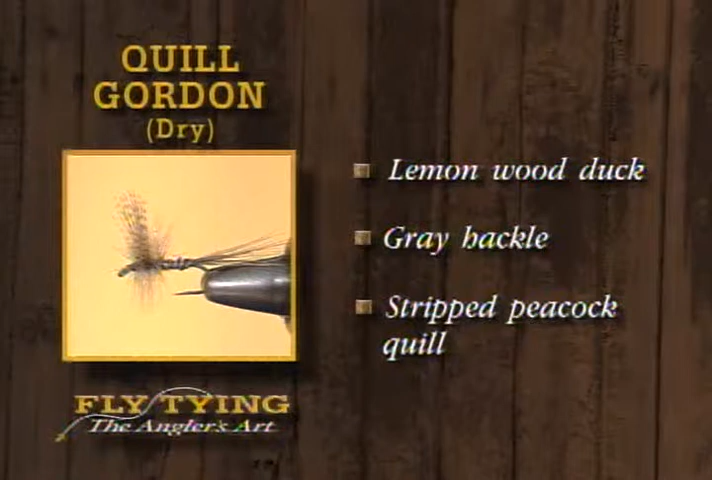 QUILL
GORDON
(Dry)
Lemon wood duck
Gray hackle
Stripped peacock
quill
FLY TYING
The Angler's Art